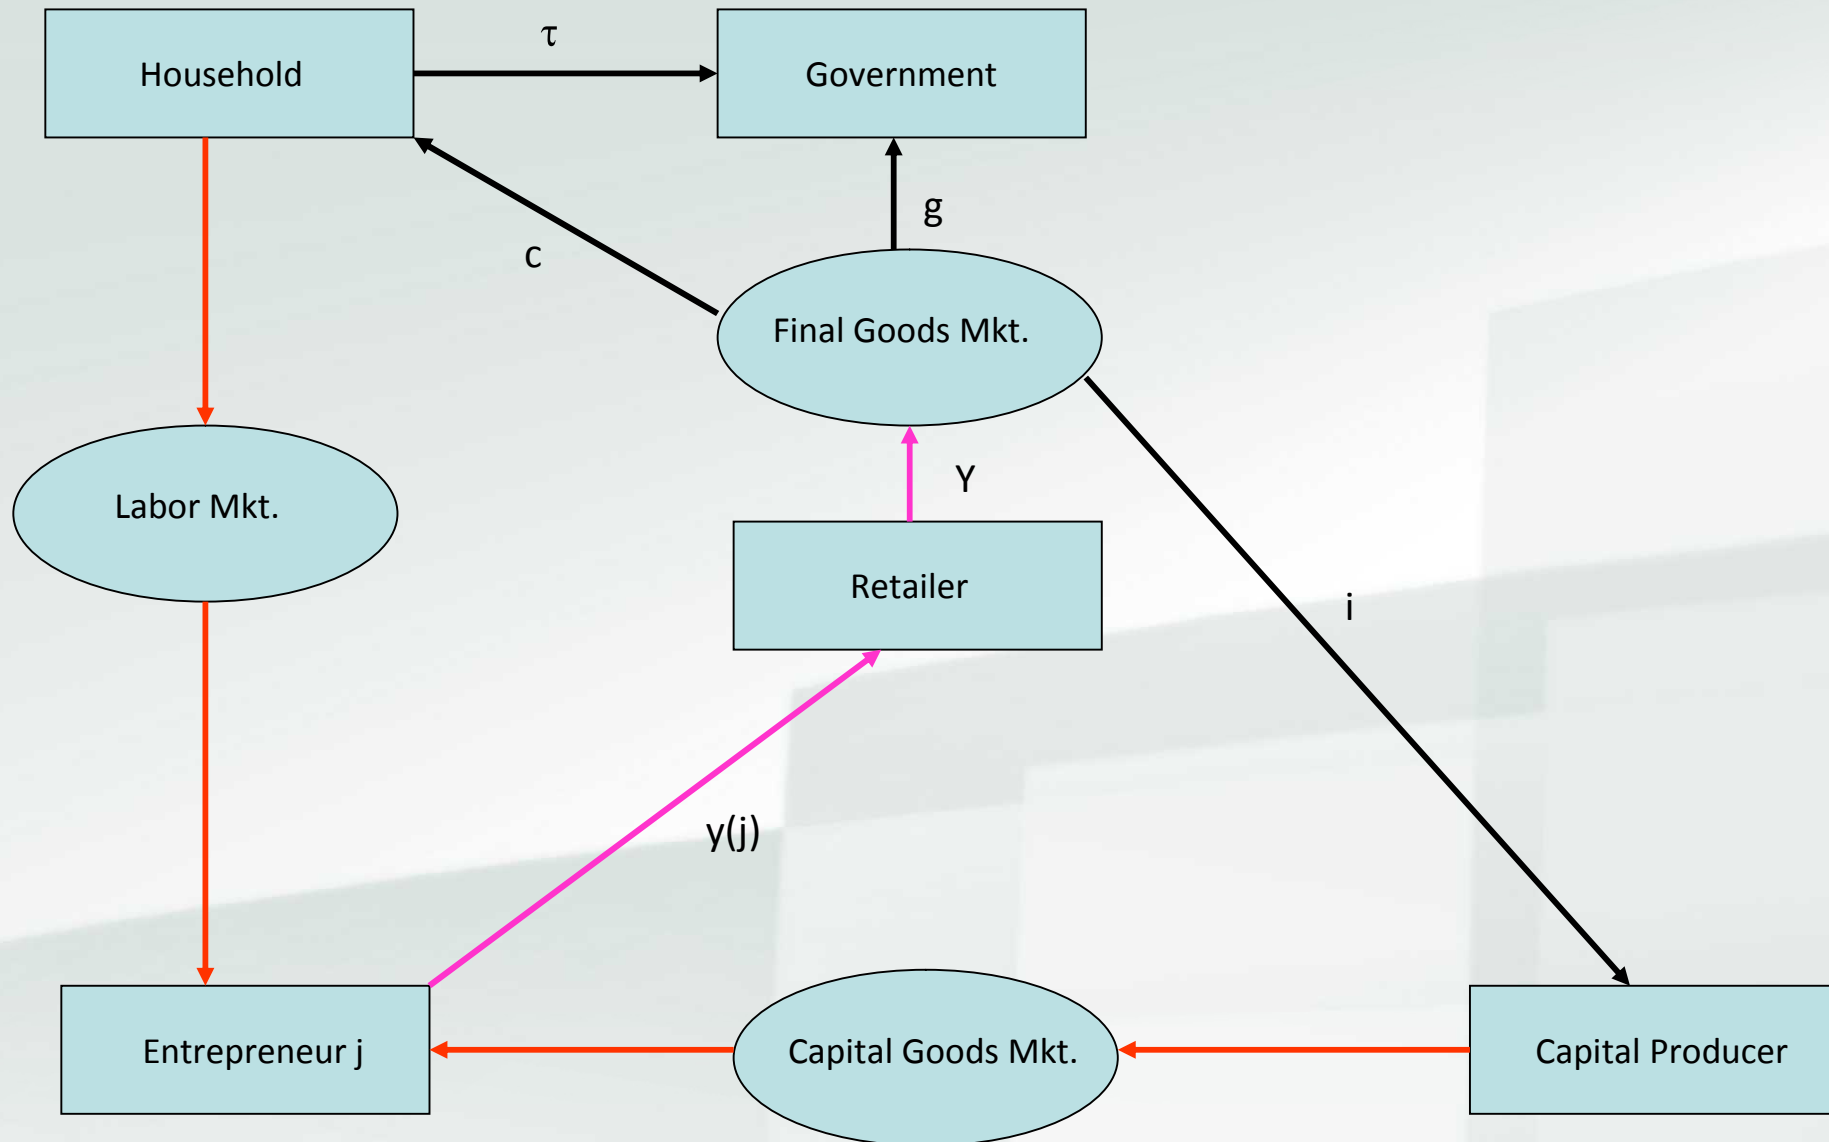 τ
Household
Government
g
c
Final Goods Mkt.
Y
Labor Mkt.
Retailer
i
y(j)
Entrepreneur j
Capital Goods Mkt.
Capital Producer